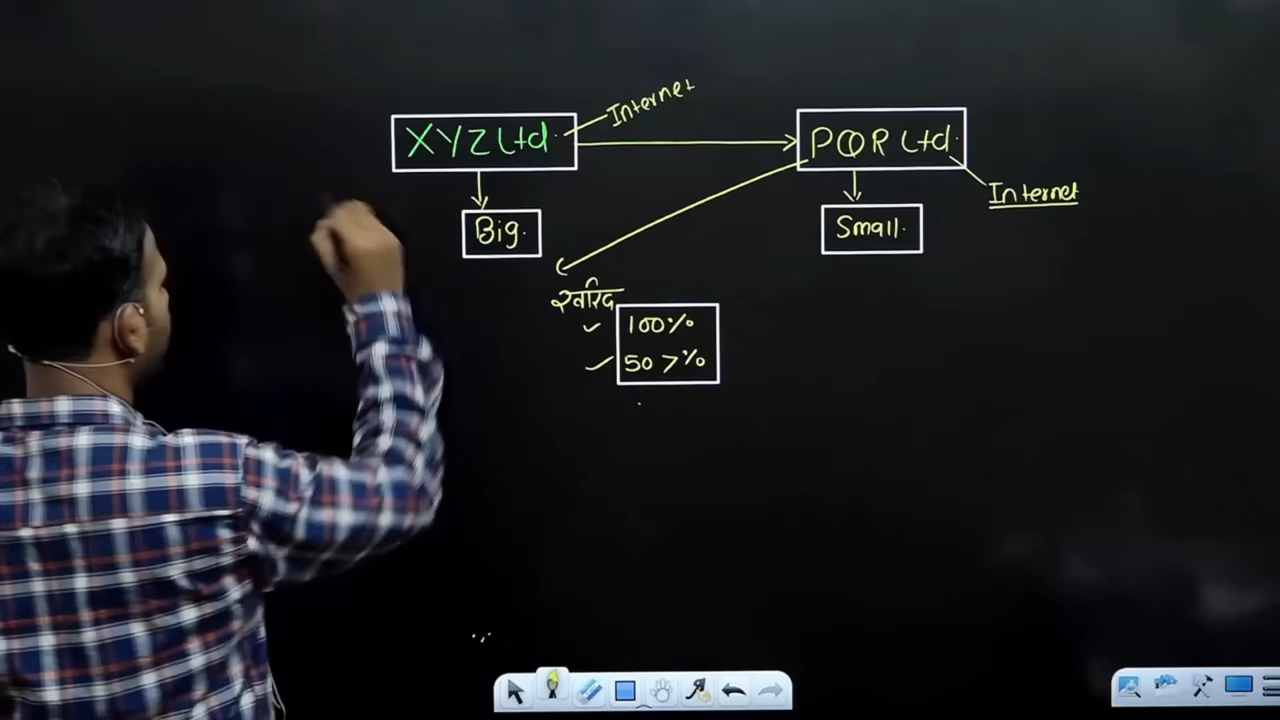 Internet
XYZ Ltd.
PQR Ltd.
Internet
Big.
Small.
खरीद
100%
50 > %